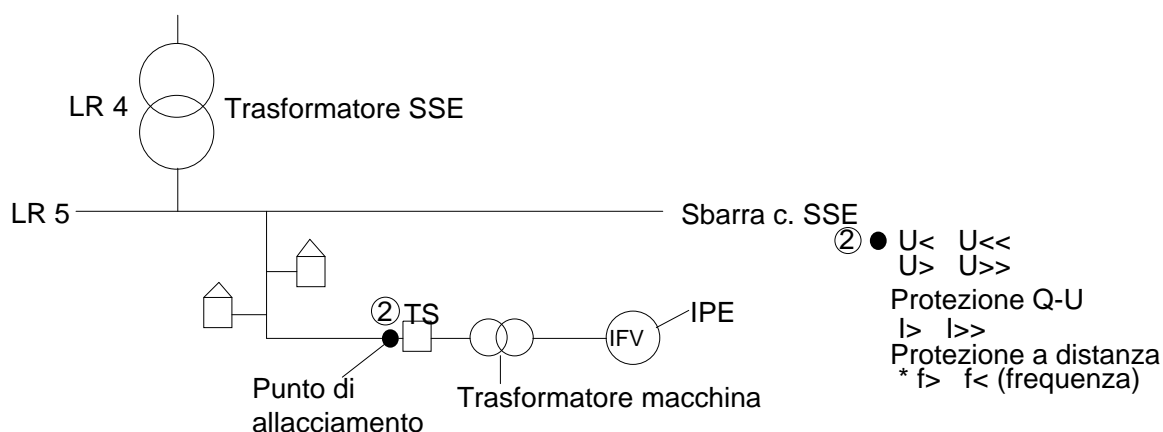 LR 4
Trasformatore SSE
LR 5
Sbarra c. SSE
2
U< U<<
U> U>>
Protezione Q-U
I> I>>
Protezione a distanza
* f> f< (frequenza)
2 TS
IPE
IFV
Punto di
allacciamento
Trasformatore macchina